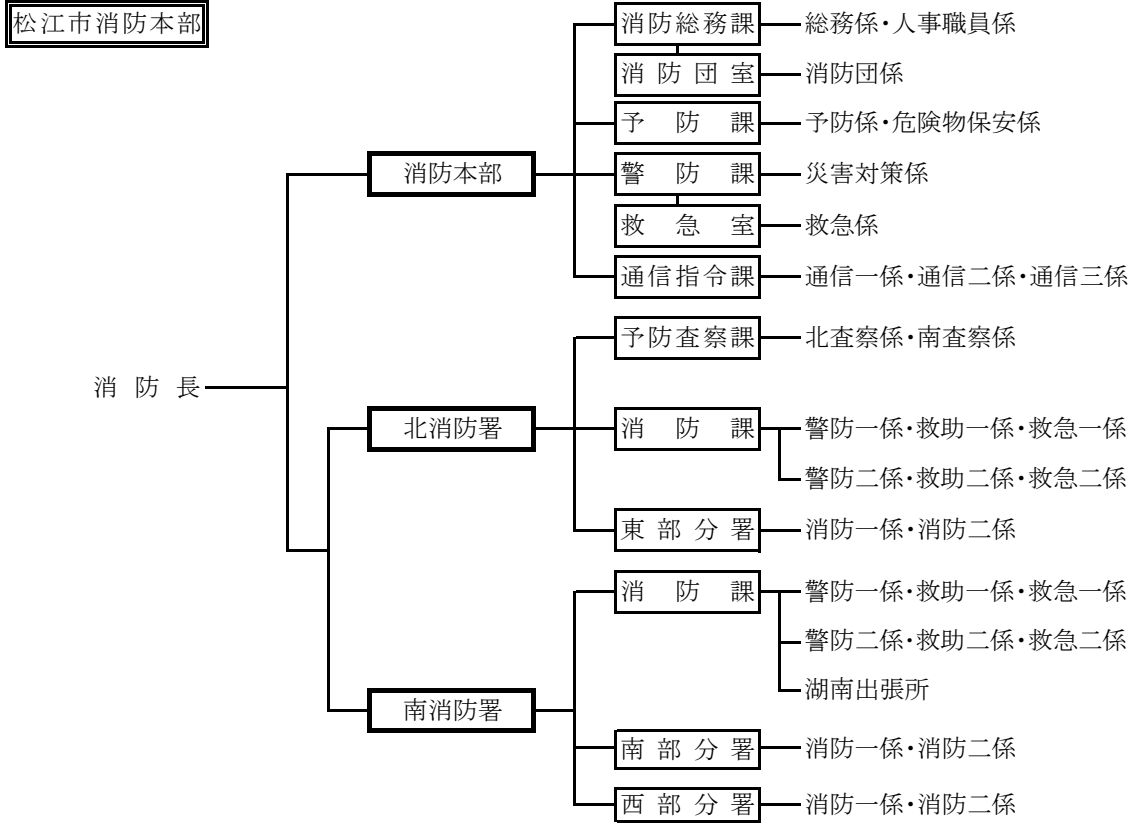 松江市消防本部
消防総務課 総務係・人事職員係
消防団室 消防団係
予防課 予防係・危険物保安係
消防本部 警防課 災害対策係
救急室 救急係
通信指令課 通信一係・通信二係・通信三係
予防査察課 北査察係・南査察係
消防長
北消防署 消防課 警防一係・救助一係・救急一係
警防二係・救助二係・救急二係
東部分署 消防一係・消防二係
消防課 警防一係・救助一係・救急一係
警防二係・救助二係・救急二係
湖南出張所
南消防署
南部分署 消防一係・消防二係
西部分署 消防一係・消防二係